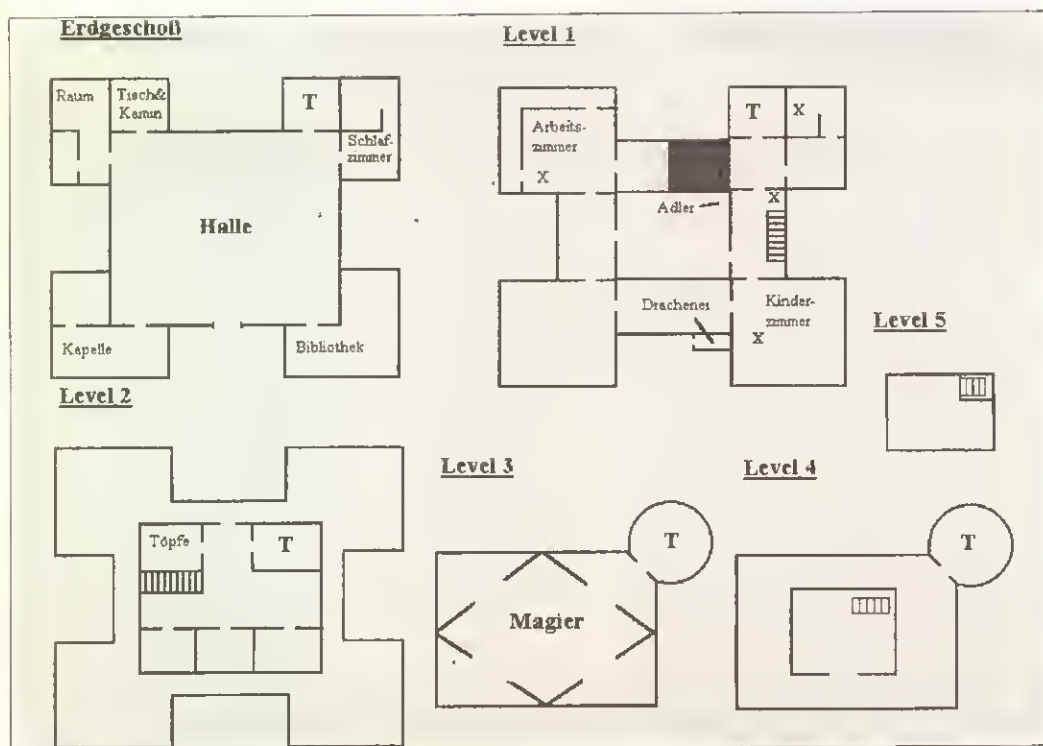 Erdgeschoß
Raum
Tisch&
Kamin
T
Schlaf-
zimmer
Halle
Kapelle
Bibliothek
Level 1
Arbeits-
zimmer
X
T
X
Adler
X
Drachenei
Kinder-
zimmer
X
Level 5
Level 2
Töpfe
T
Level 3
T
Magier
Level 4
T